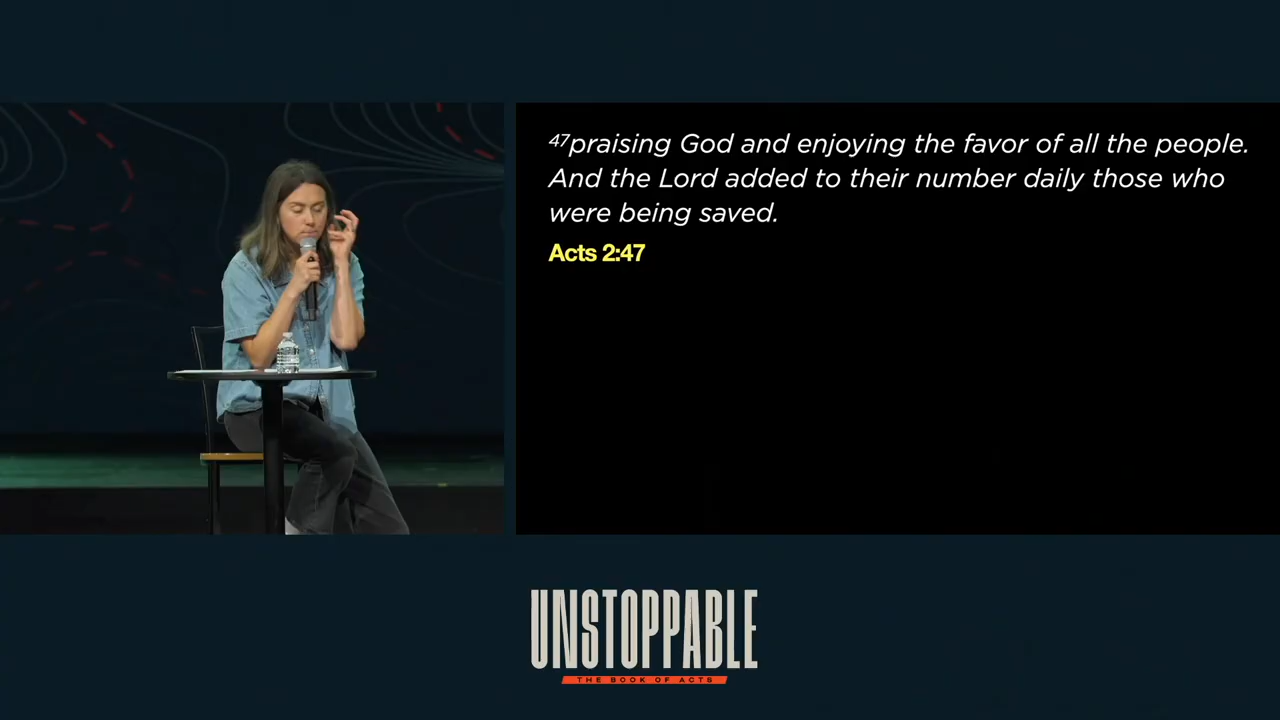 47praising God and enjoying the favor of all the people.
And the Lord added to their number daily those who
were being saved.
Acts 2:47
UNSTOPPABLE
THE BOOK OF ACTS